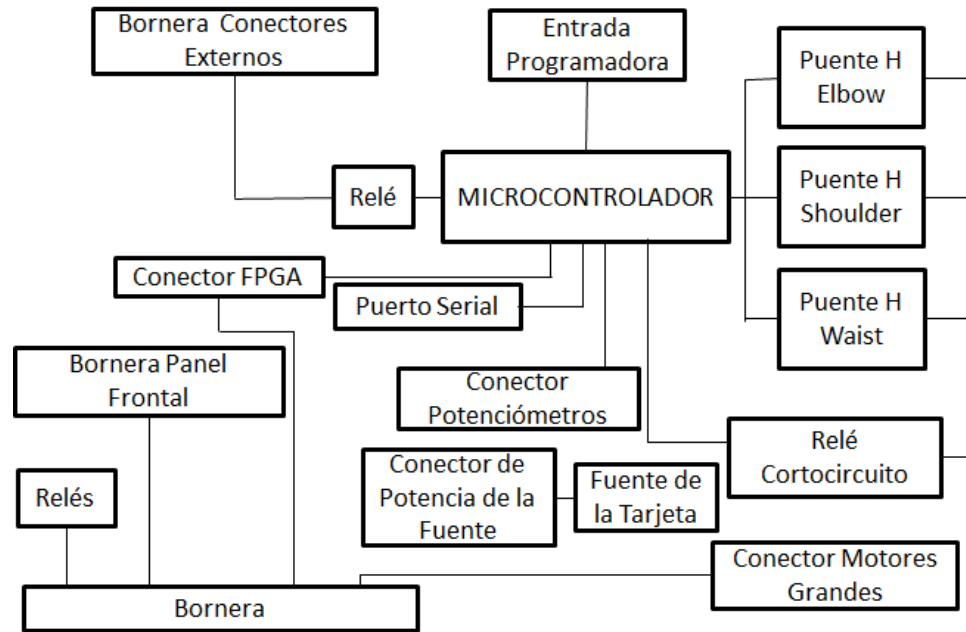 Bornera Conectores
Externos
Entrada
Programadora
Puente H
Elbow
Relé
MICROCONTROLADOR
Puente H
Shoulder
Conector FPGA
Puerto Serial
Puente H
Waist
Bornera Panel
Frontal
Conector
Potenciómetros
Relé
Cortocircuito
Relés
Conector de
Potencia de la
Fuente
Fuente de
la Tarjeta
Conector Motores
Grandes
Bornera